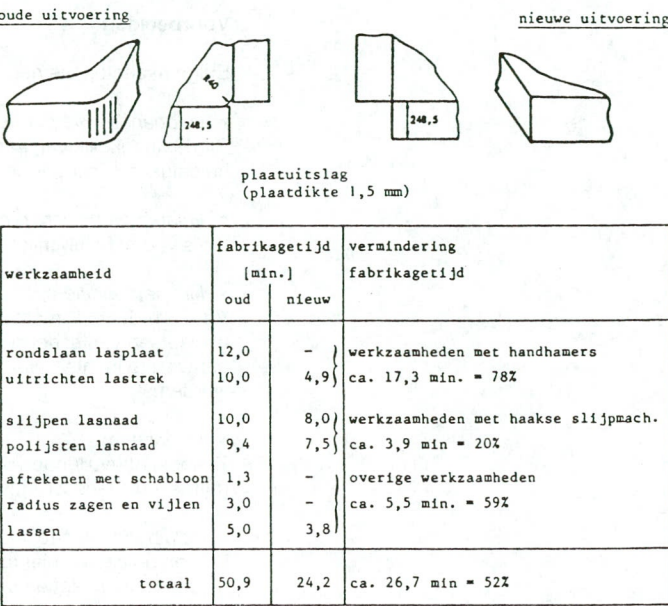 oude uitvoering
nieuwe uitvoering
R40
248,5
248,5
plaatuitslag
(plaatdikte 1,5 mm)
werkzaamheid
fabrikagetijd
[min.]
oud nieuw
vermindering
fabrikagetijd
rondslaan lasplaat 12,0 – werkzaamheden met handhamers
uitrichten lastrek 10,0 4,9 ca. 17,3 min. = 78%
slijpen lasnaad 10,0 8,0 werkzaamheden met haakse slijpmach.
polijsten lasnaad 9,4 7,5 ca. 3,9 min = 20%
aftekenen met schabloon 1,3 – overige werkzaamheden
radius zagen en vijlen 3,0 – ca. 5,5 min. = 59%
lassen 5,0 3,8
totaal 50,9 24,2 ca. 26,7 min = 52%